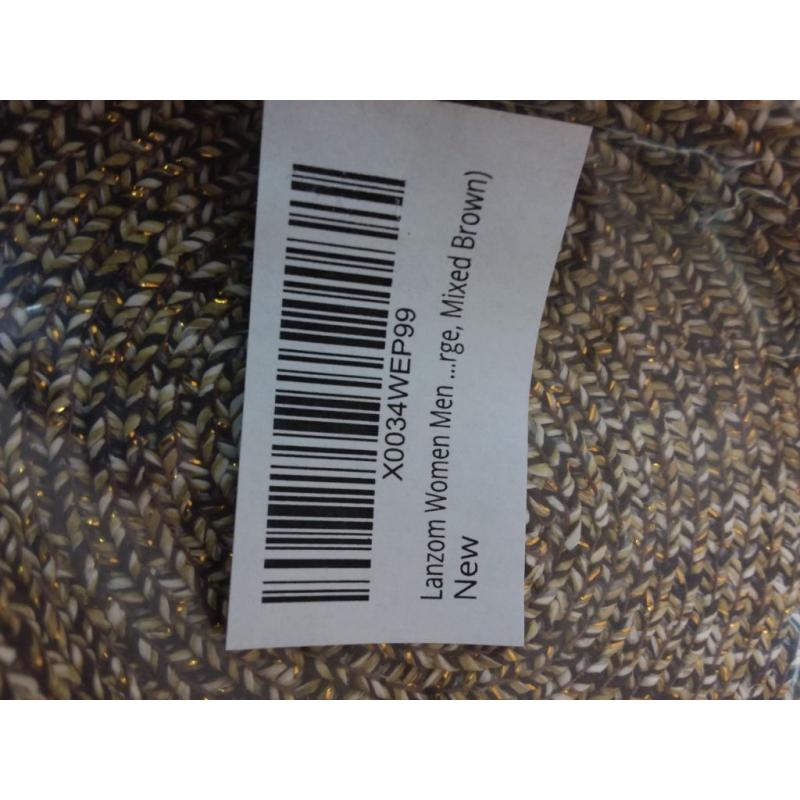 X0034WEP99
Lanzom Women Men ...rge, Mixed Brown)
New